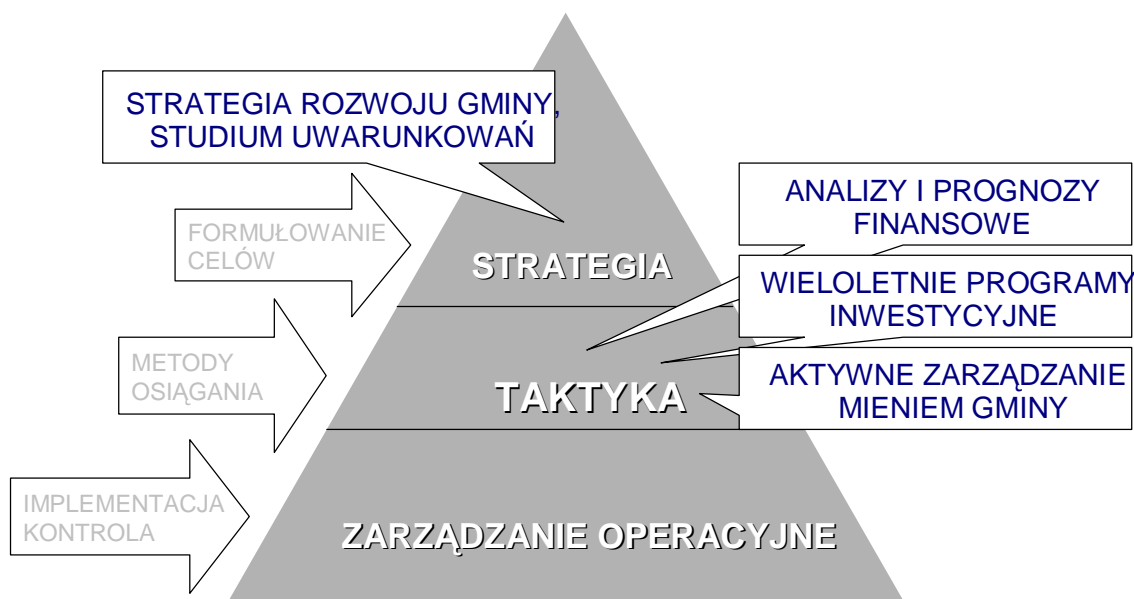 STRATEGIA ROZWOJU GMINY,
STUDIUM UWARUNKOWAŃ
ANALIZY I PROGNOZY
FINANSOWE
FORMUŁOWANIE
CELÓW
STRATEGIA
WIELOLETNIE PROGRAMY
INWESTYCYJNE
METODY
OSIĄGANIA
TAKTYKA
AKTYWNE ZARZĄDZANIE
MIENIEM GMINY
IMPLEMENTACJA
KONTROLA
ZARZĄDZANIE OPERACYJNE